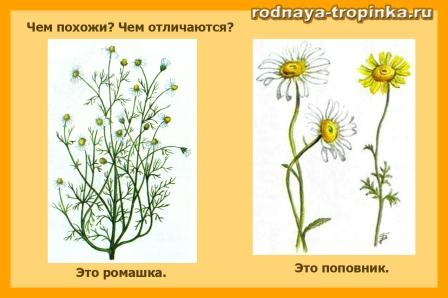 rodnaya-tropinka.ru
Чем похожи? Чем отличаются?
Это ромашка.
Это поповник.